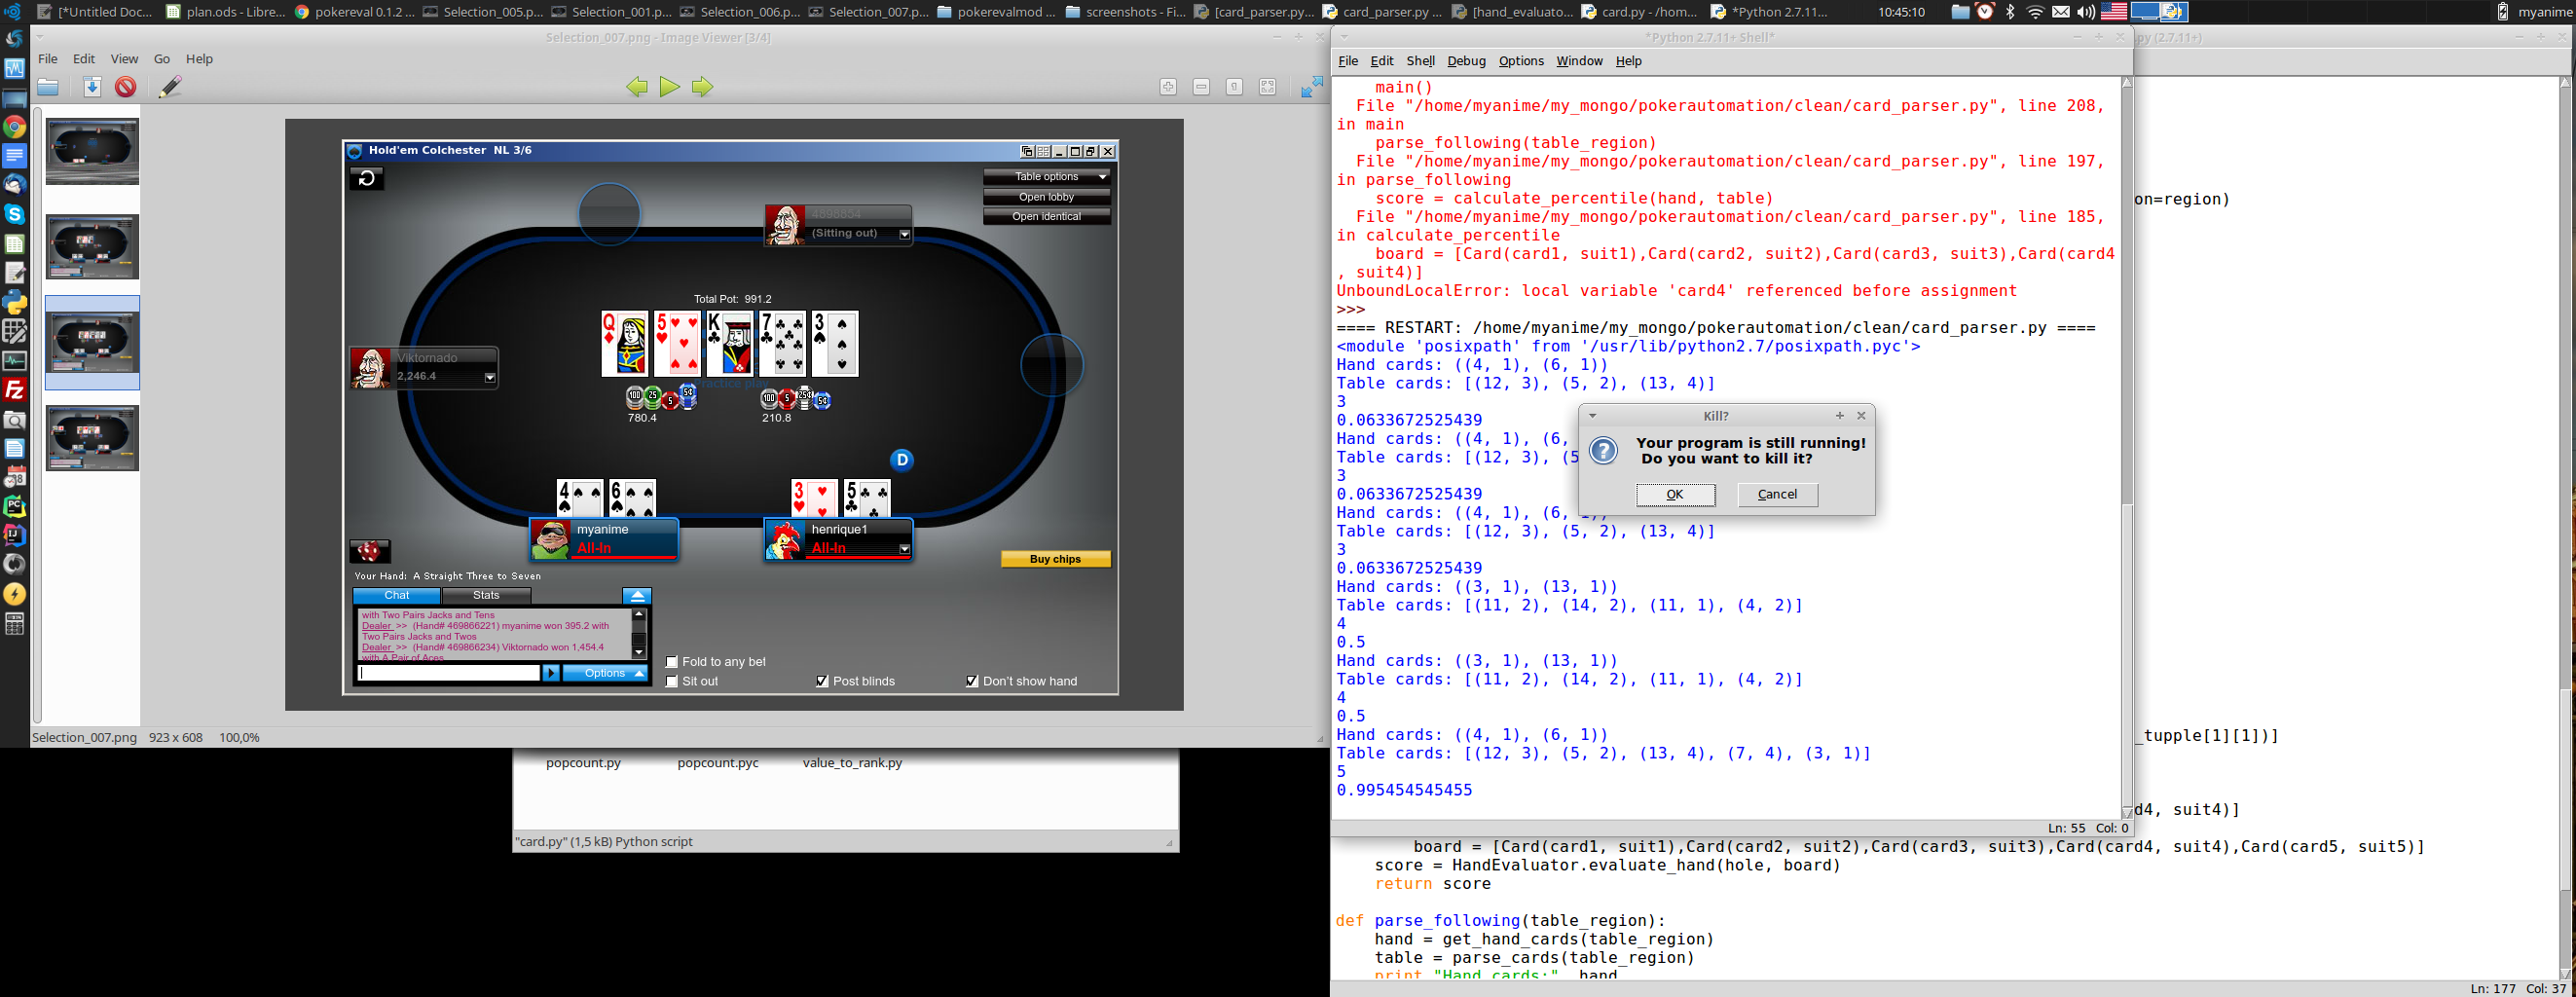 [*Untitled Doc...
plan.ods - Libre...
pokereval 0.1.2 ...
Selection_005.p...
Selection_001.p...
Selection_006.p...
Selection_007.p...
pokerevalmod ...
screenshots - Fi...
[card_parser.py...
card_parser.py ...
[hand_evaluato...
card.py - /hom...
*Python 2.7.11...
10:45:10
myanime
Selection_007.png - Image Viewer [3/4]
File Edit View Go Help
Hold'em Colchester NL 3/6
Table options
Open lobby
Open identical
4898854
(Sitting out)
Total Pot: 991.2
Q 5 K 7 3
Viktornado
2,246.4
Practice play
100 25 5 5¢
100 5 25¢ 5¢
780.4
210.8
D
4 6
3 5
myanime
All-In
henrique1
All-In
Buy chips
Your Hand: A Straight Three to Seven
Chat Stats
with Two Pairs Jacks and Tens
Dealer >> (Hand# 469866221) myanime won 395.2 with
Two Pairs Jacks and Twos
Dealer >> (Hand# 469866234) Viktornado won 1,454.4
with A Pair of Aces
Options
Fold to any bet
Sit out
Post blinds
Don't show hand
Selection_007.png 923 x 608 100,0%
popcount.py popcount.pyc value_to_rank.py
"card.py" (1,5 kB) Python script
*Python 2.7.11+ Shell*
File Edit Shell Debug Options Window Help
main()
File "/home/myanime/my_mongo/pokerautomation/clean/card_parser.py", line 208,
in main
parse_following(table_region)
File "/home/myanime/my_mongo/pokerautomation/clean/card_parser.py", line 197,
in parse_following
score = calculate_percentile(hand, table)
File "/home/myanime/my_mongo/pokerautomation/clean/card_parser.py", line 185,
in calculate_percentile
board = [Card(card1, suit1),Card(card2, suit2),Card(card3, suit3),Card(card4
, suit4)]
UnboundLocalError: local variable 'card4' referenced before assignment
>>>
==== RESTART: /home/myanime/my_mongo/pokerautomation/clean/card_parser.py ====
<module 'posixpath' from '/usr/lib/python2.7/posixpath.pyc'>
Hand cards: ((4, 1), (6, 1))
Table cards: [(12, 3), (5, 2), (13, 4)]
3
0.0633672525439
Hand cards: ((4, 1), (6,
Table cards: [(12, 3), (5
3
0.0633672525439
Hand cards: ((4, 1), (6, 1))
Table cards: [(12, 3), (5, 2), (13, 4)]
3
0.0633672525439
Hand cards: ((3, 1), (13, 1))
Table cards: [(11, 2), (14, 2), (11, 1), (4, 2)]
4
0.5
Hand cards: ((3, 1), (13, 1))
Table cards: [(11, 2), (14, 2), (11, 1), (4, 2)]
4
0.5
Hand cards: ((4, 1), (6, 1))
Table cards: [(12, 3), (5, 2), (13, 4), (7, 4), (3, 1)]
5
0.995454545455
Ln: 55 Col: 0
Kill?
Your program is still running!
Do you want to kill it?
OK Cancel
py (2.7.11+)
on=region)
_tupple[1][1])]
d4, suit4)]
board = [Card(card1, suit1),Card(card2, suit2),Card(card3, suit3),Card(card4, suit4),Card(card5, suit5)]
score = HandEvaluator.evaluate_hand(hole, board)
return score
def parse_following(table_region):
hand = get_hand_cards(table_region)
table = parse_cards(table_region)
print "Hand cards:", hand
Ln: 177 Col: 37